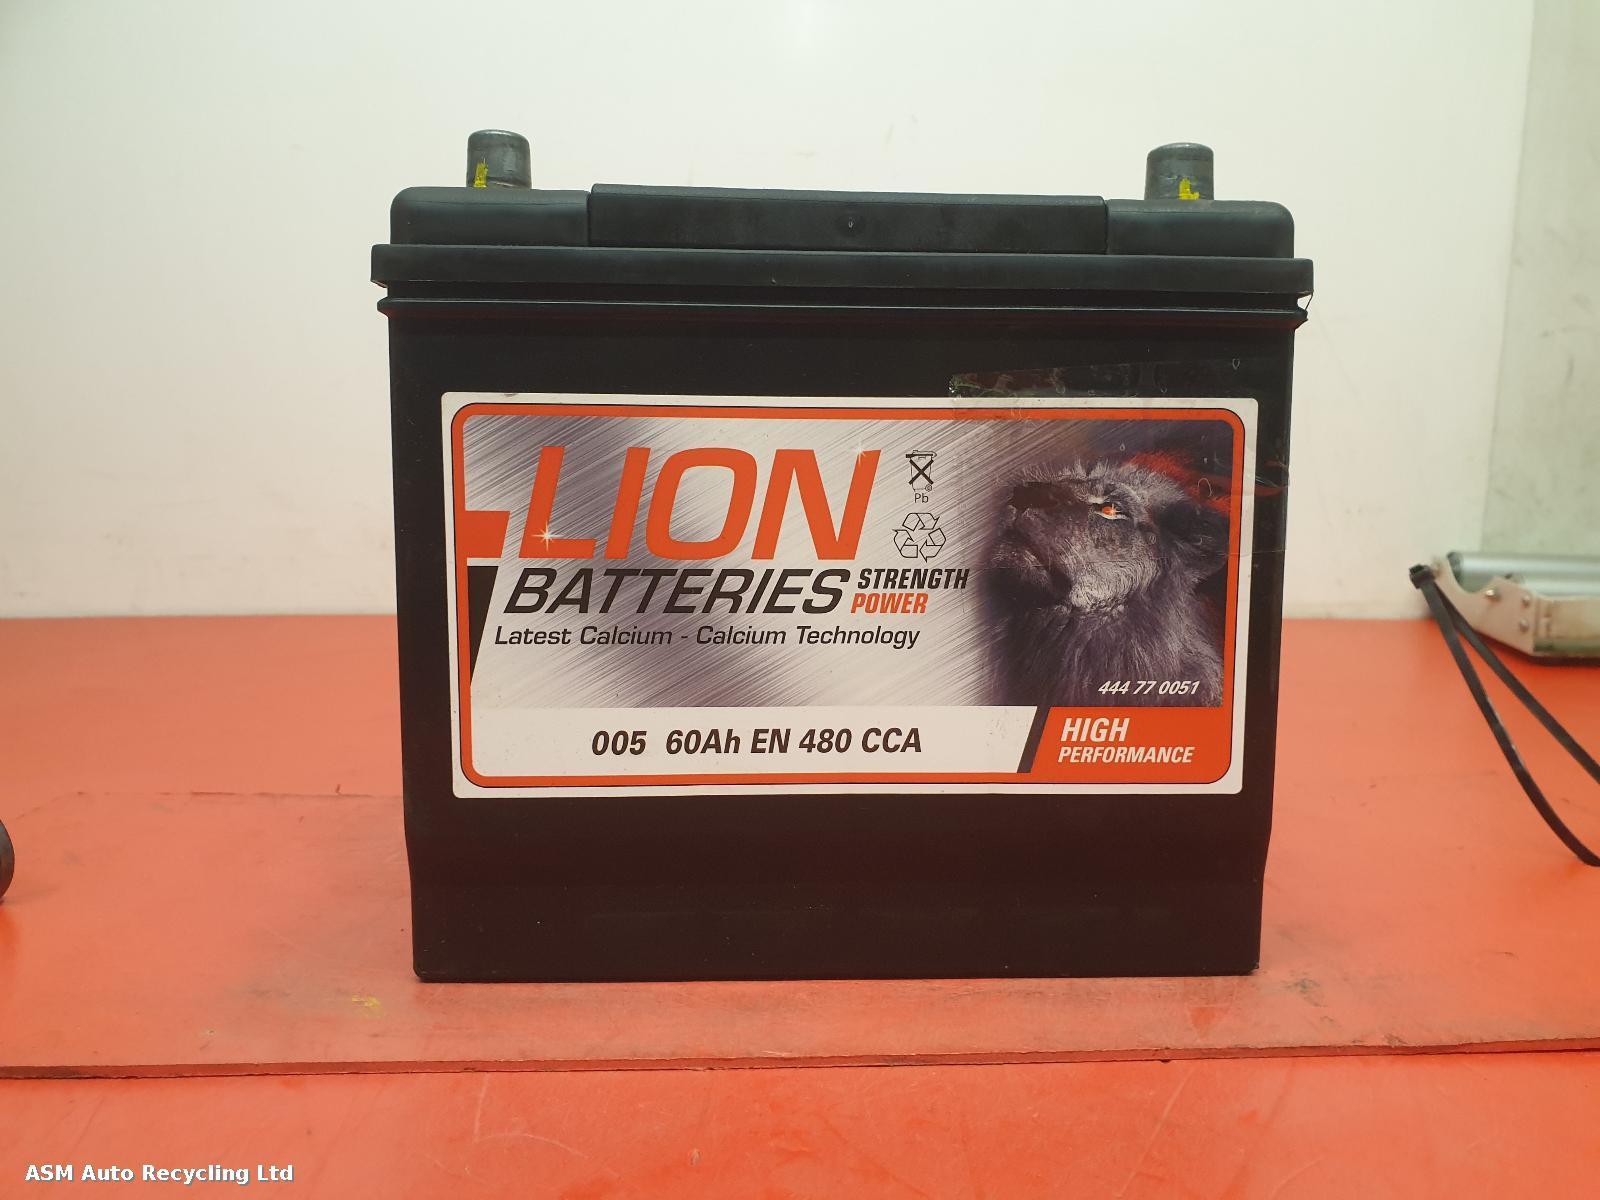 LION
BATTERIES STRENGTH POWER
Latest Calcium - Calcium Technology
Pb
444 77 0051
005 60Ah EN 480 CCA
HIGH
PERFORMANCE
ASM Auto Recycling Ltd